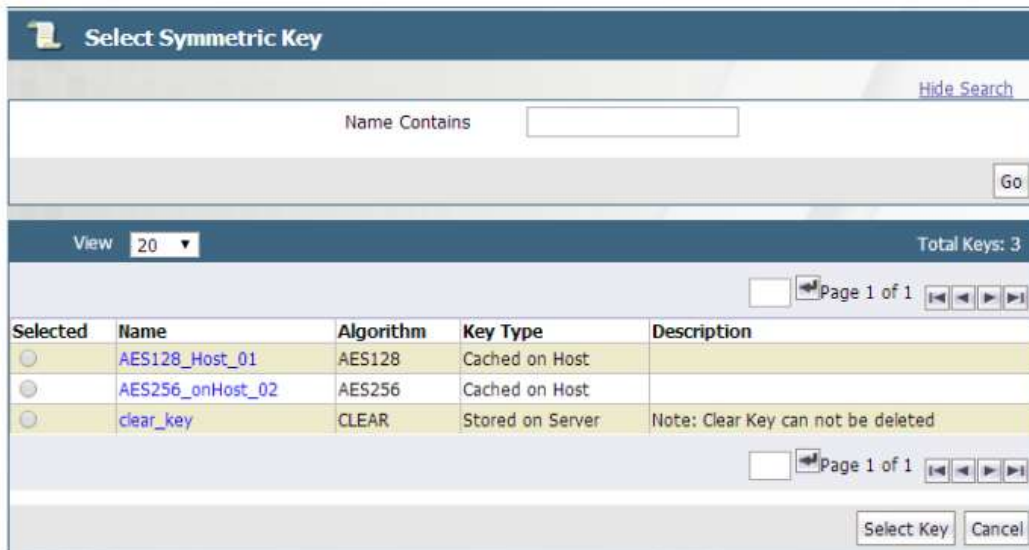 Select Symmetric Key
Hide Search
Name Contains
Go
View 20 Total Keys: 3
Page 1 of 1
Selected Name Algorithm Key Type Description
AES128_Host_01 AES128 Cached on Host
AES256_onHost_02 AES256 Cached on Host
clear_key CLEAR Stored on Server Note: Clear Key can not be deleted
Page 1 of 1
Select Key Cancel